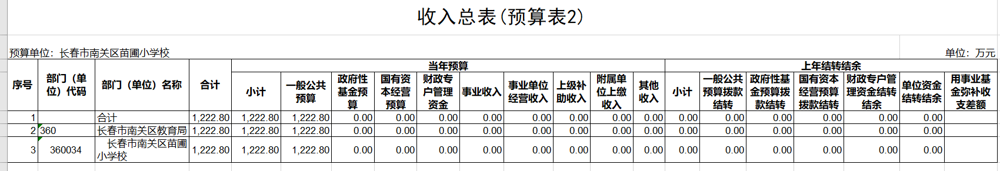 收入总表(预算表2)
预算单位：长春市南关区苗圃小学校 单位：万元
序号 部门（单位）代码 部门（单位）名称 合计 当年预算 上年结转结余
小计 一般公共预算 政府性基金预算 国有资本经营预算 财政专户管理资金 事业收入 事业单位经营收入 上级补助收入 附属单位上缴收入 其他收入 小计 一般公共预算拨款结转 政府性基金预算拨款结转 国有资本经营预算拨款结转 财政专户管理资金结转结余 单位资金结转结余 用事业基金弥补收支差额
1 合计 1,222.80 1,222.80 1,222.80 0.00 0.00 0.00 0.00 0.00 0.00 0.00 0.00 0.00 0.00 0.00 0.00 0.00 0.00
2 360 长春市南关区教育局 1,222.80 1,222.80 1,222.80 0.00 0.00 0.00 0.00 0.00 0.00 0.00 0.00 0.00 0.00 0.00 0.00 0.00 0.00
3 360034 长春市南关区苗圃小学校 1,222.80 1,222.80 1,222.80 0.00 0.00 0.00 0.00 0.00 0.00 0.00 0.00 0.00 0.00 0.00 0.00 0.00 0.00